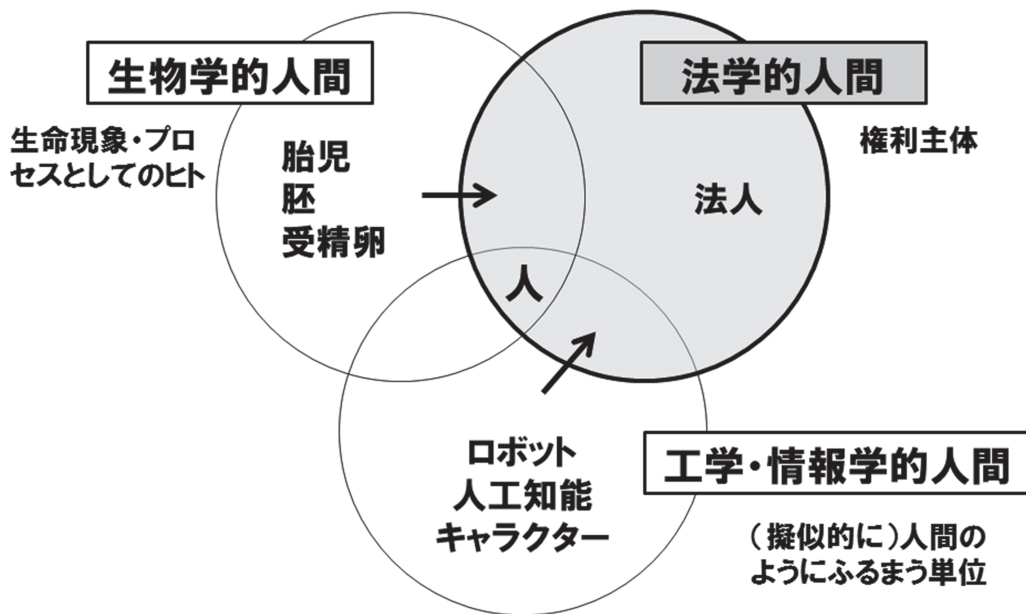 生物学的人間
生命現象・プロ
セスとしてのヒト
胎児
胚
受精卵
法学的人間
権利主体
法人
人
ロボット
人工知能
キャラクター
工学・情報学的人間
(擬似的に)人間の
ようにふるまう単位